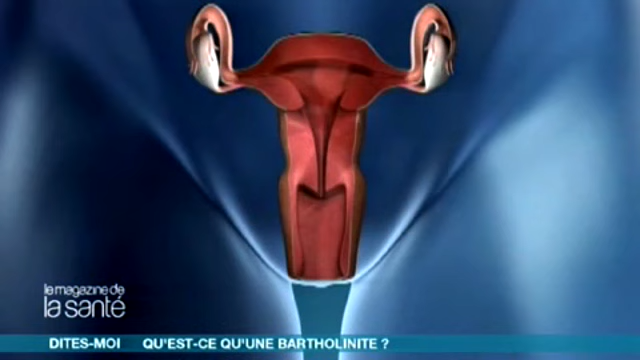 le magazine de
la santé
DITES-MOI QU'EST-CE QU'UNE BARTHOLINITE ?